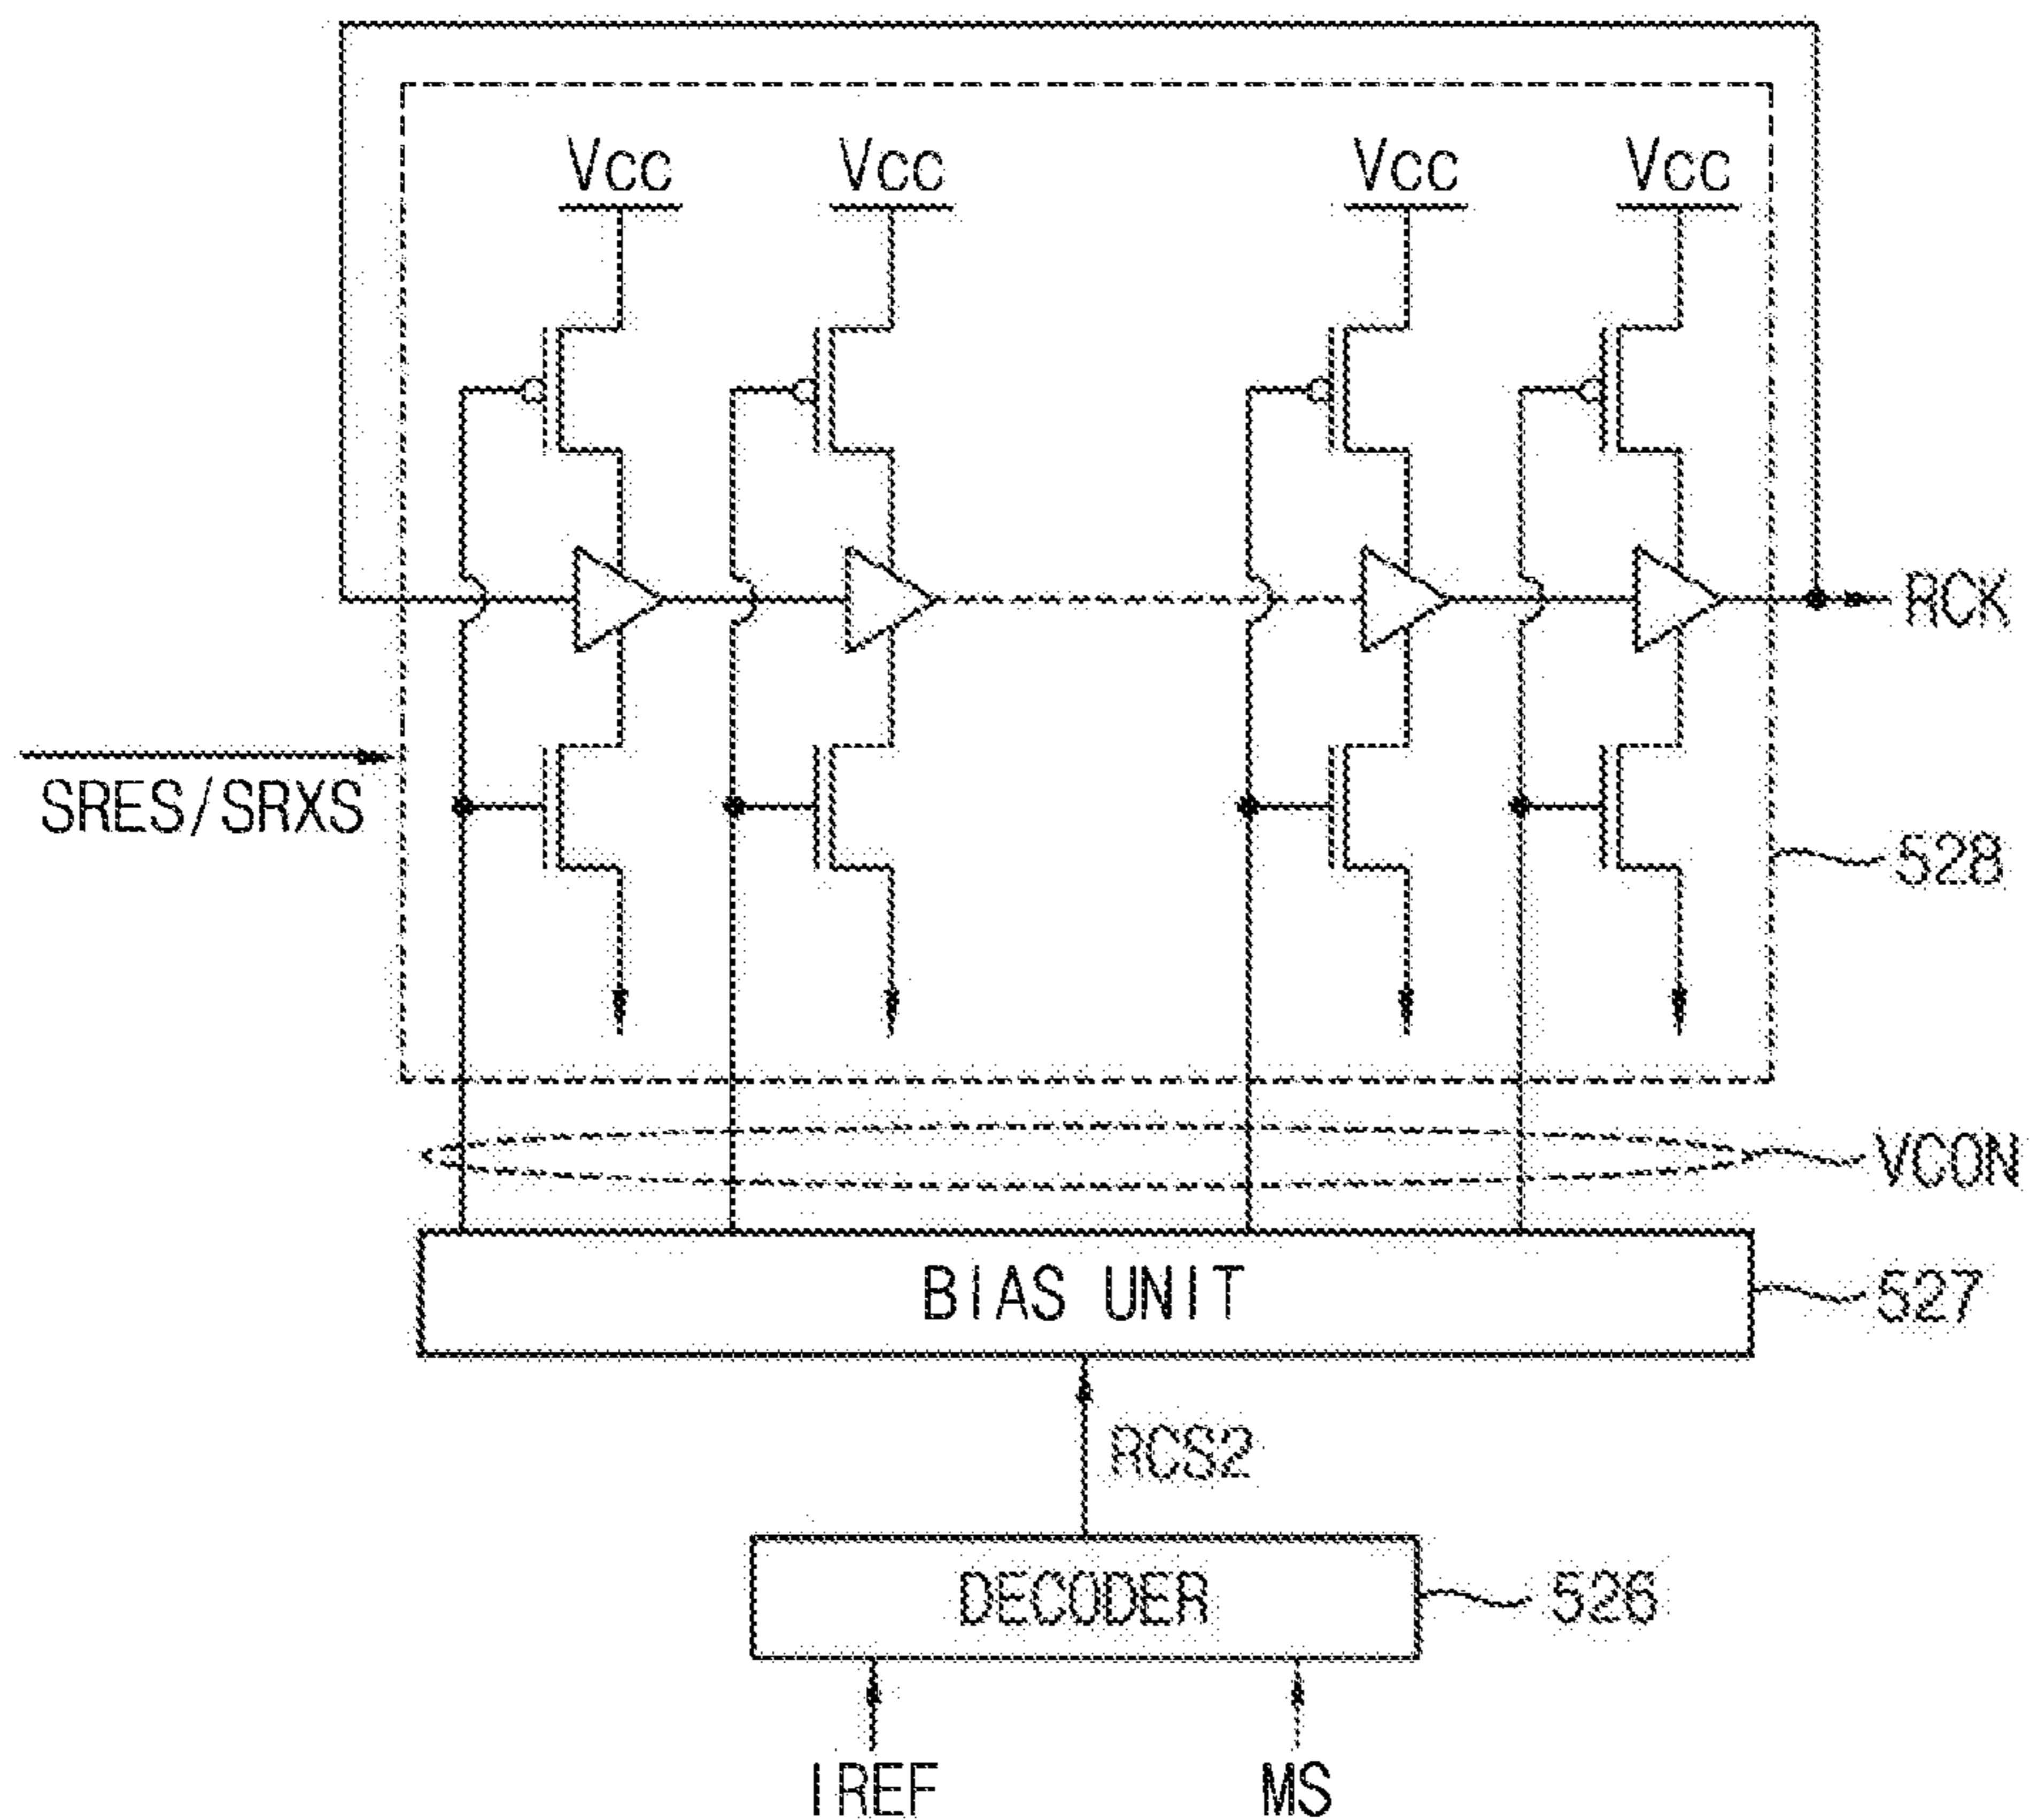 Vcc Vcc Vcc Vcc
RCK
SRES/SRXS
528
VCON
BIAS UNIT
527
RCS2
DECODER
526
IREF MS